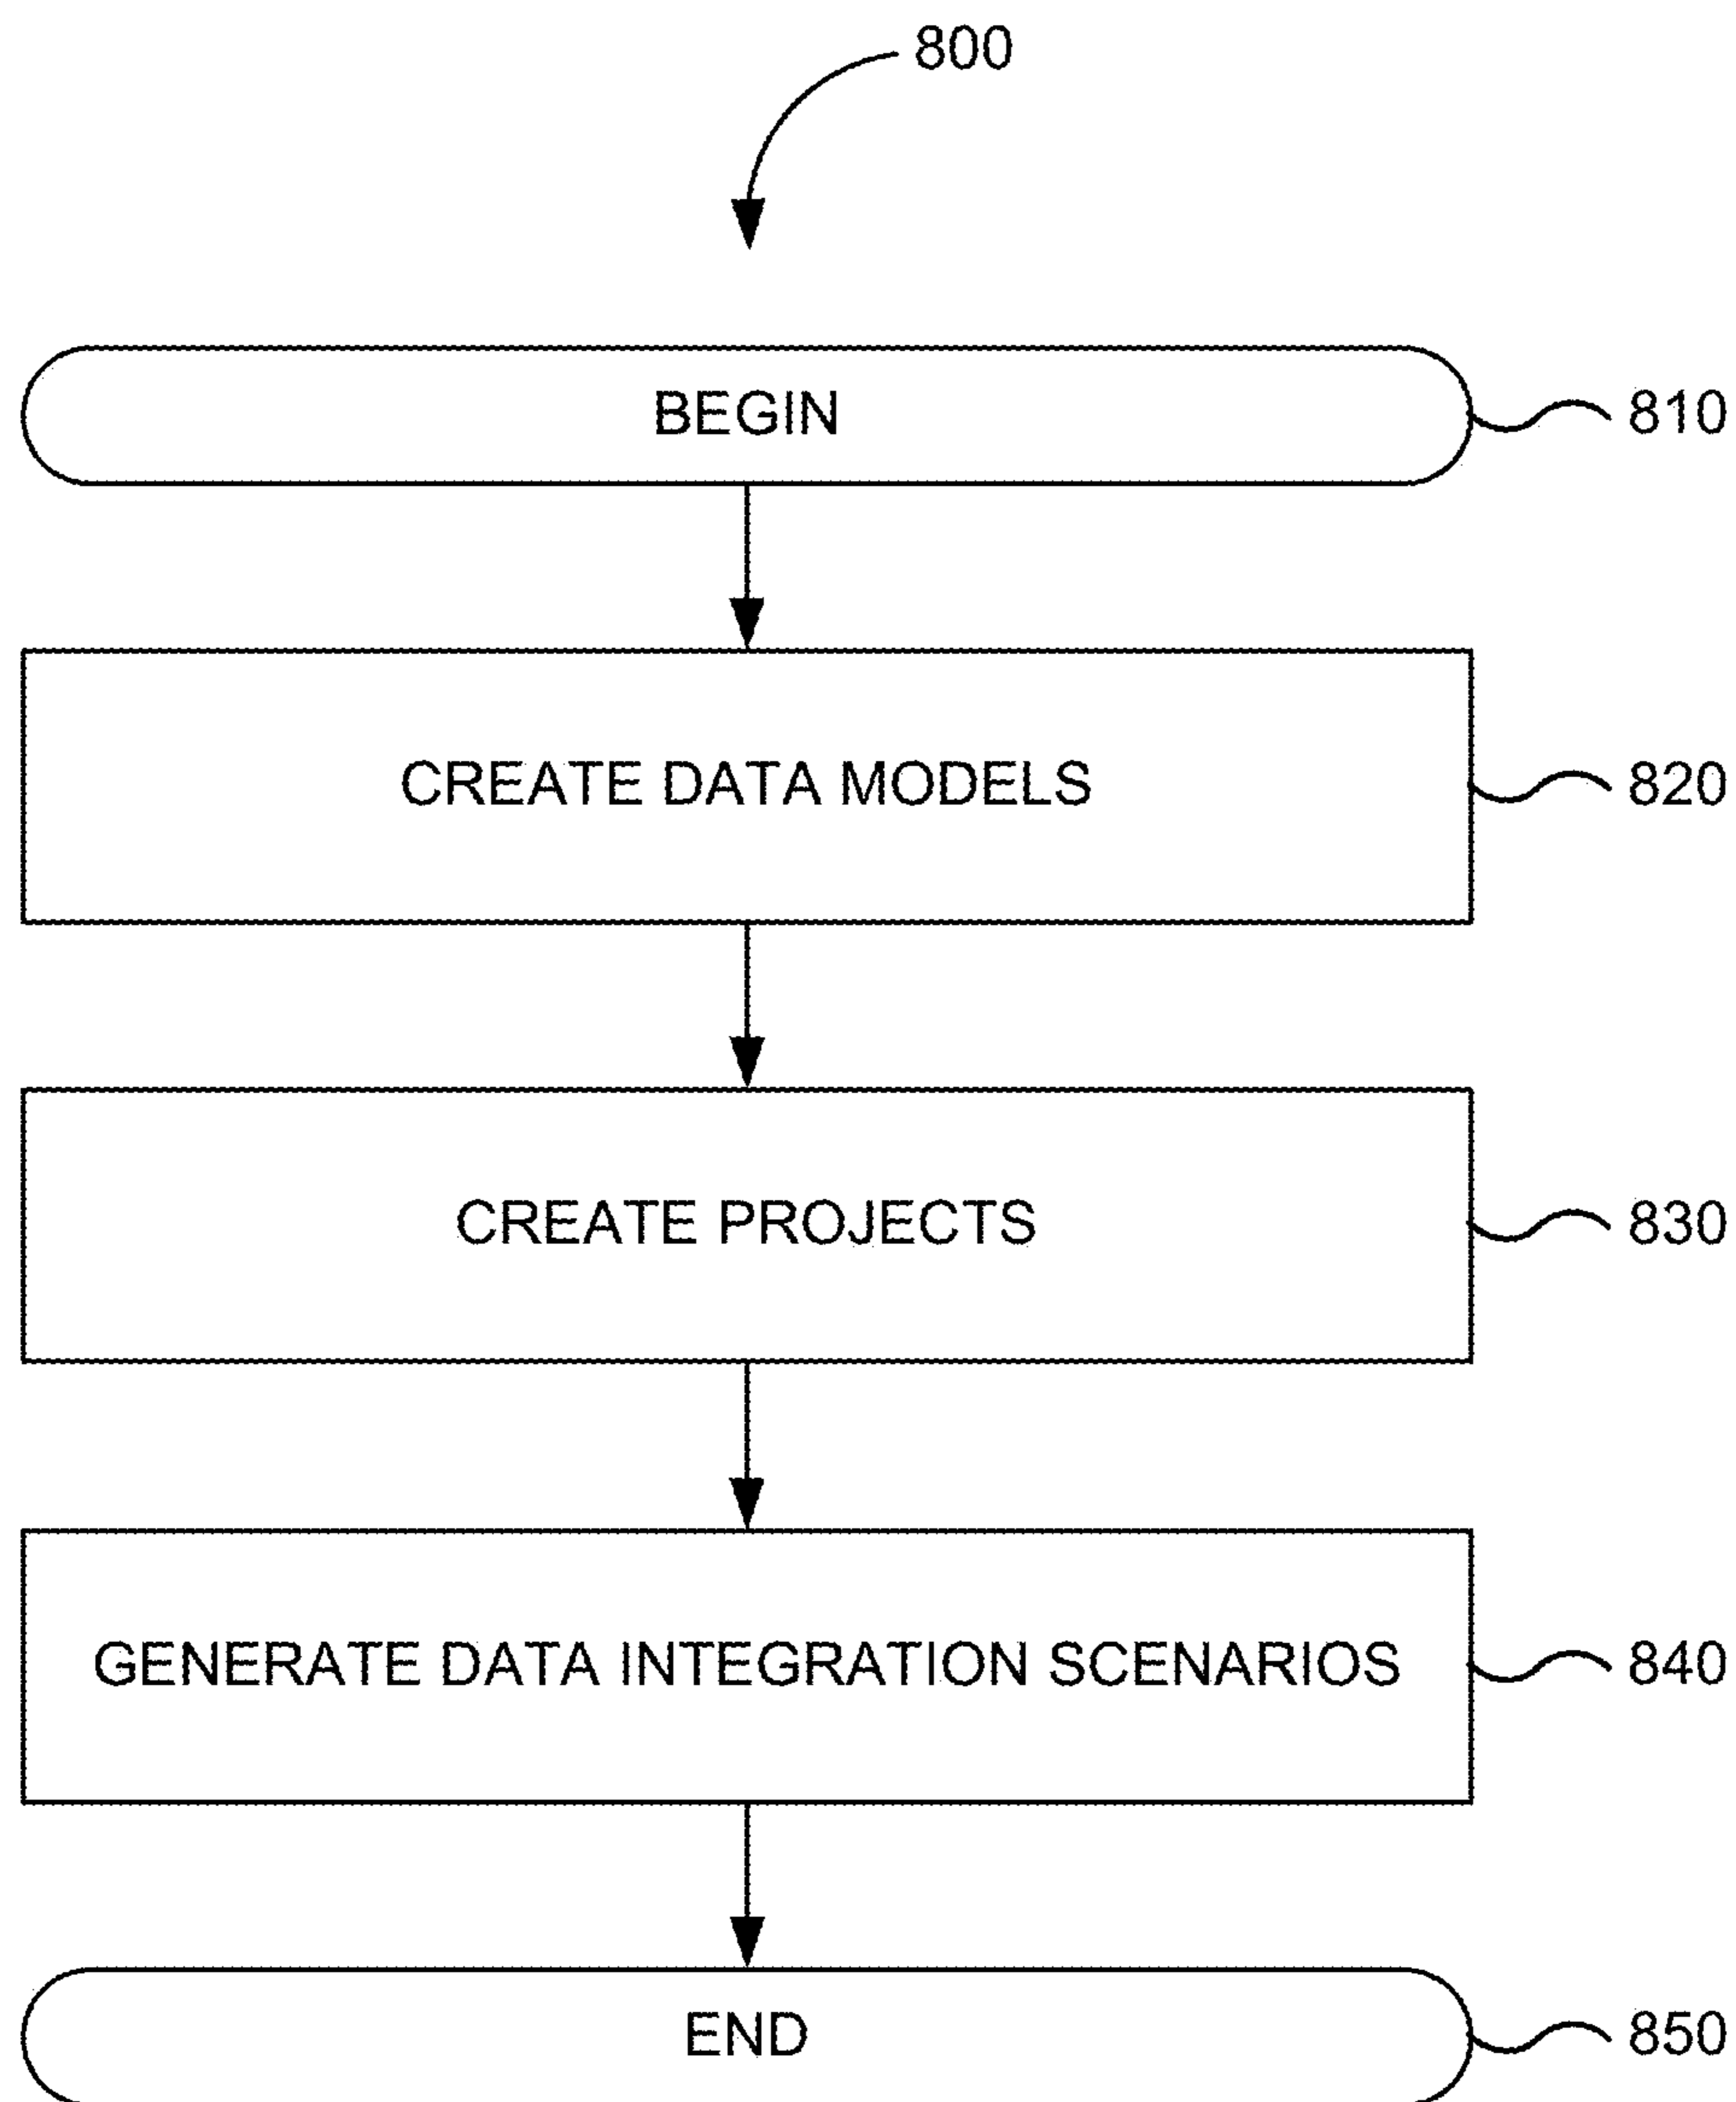 800
BEGIN
810
CREATE DATA MODELS
820
CREATE PROJECTS
830
GENERATE DATA INTEGRATION SCENARIOS
840
END
850